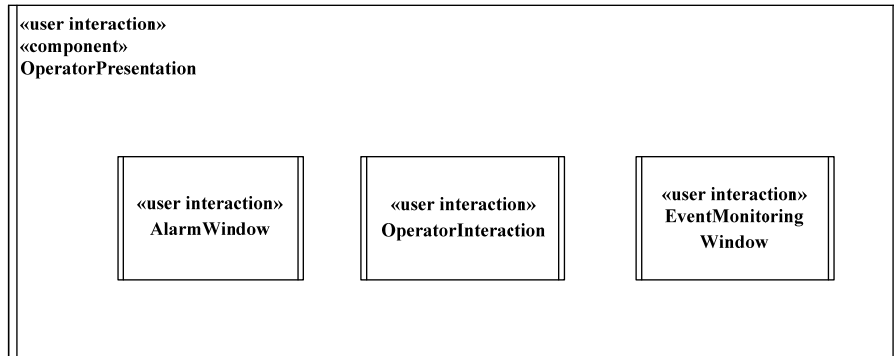 «user interaction»
«component»
OperatorPresentation
«user interaction»
AlarmWindow
«user interaction»
OperatorInteraction
«user interaction»
EventMonitoring
Window